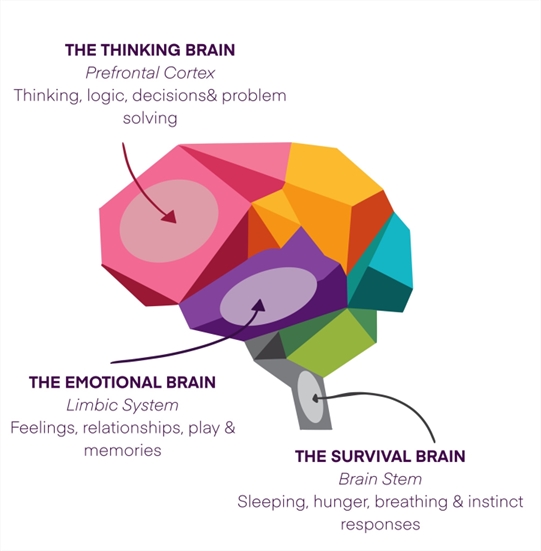 THE THINKING BRAIN
Prefrontal Cortex
Thinking, logic, decisions& problem
solving
THE EMOTIONAL BRAIN
Limbic System
Feelings, relationships, play &
memories
THE SURVIVAL BRAIN
Brain Stem
Sleeping, hunger, breathing & instinct
responses